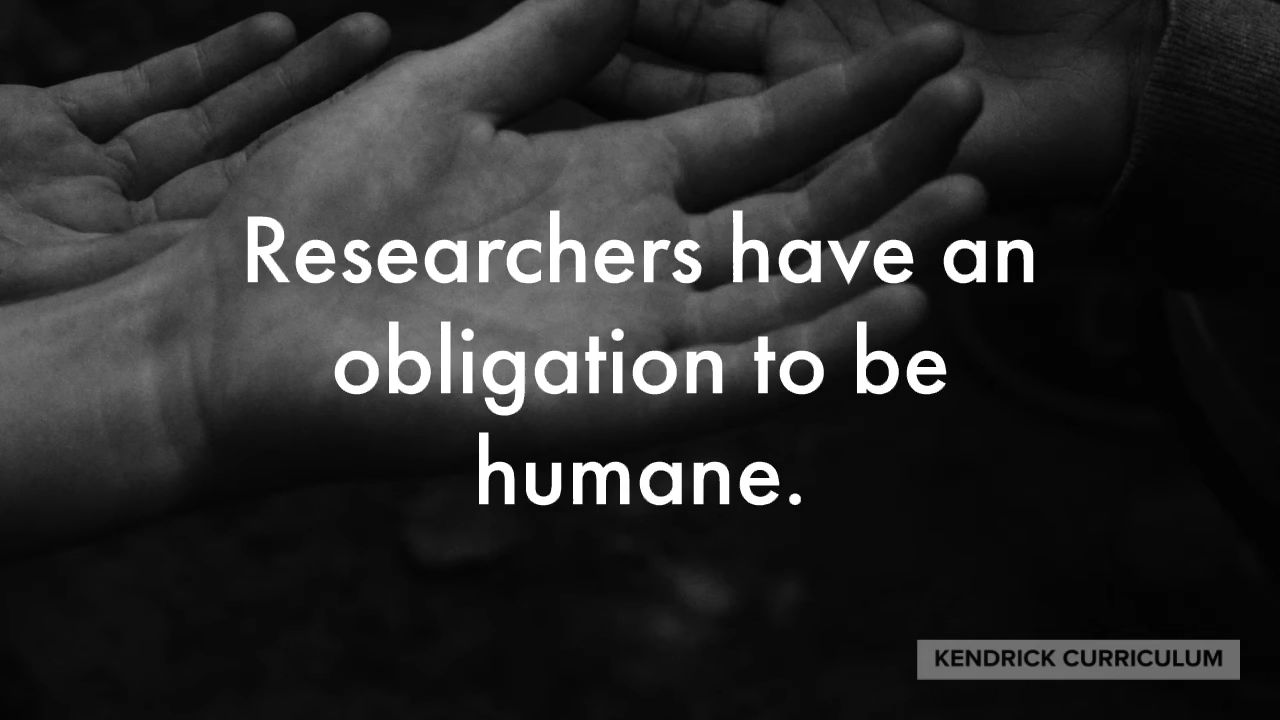 Researchers have an
obligation to be
humane.
KENDRICK CURRICULUM